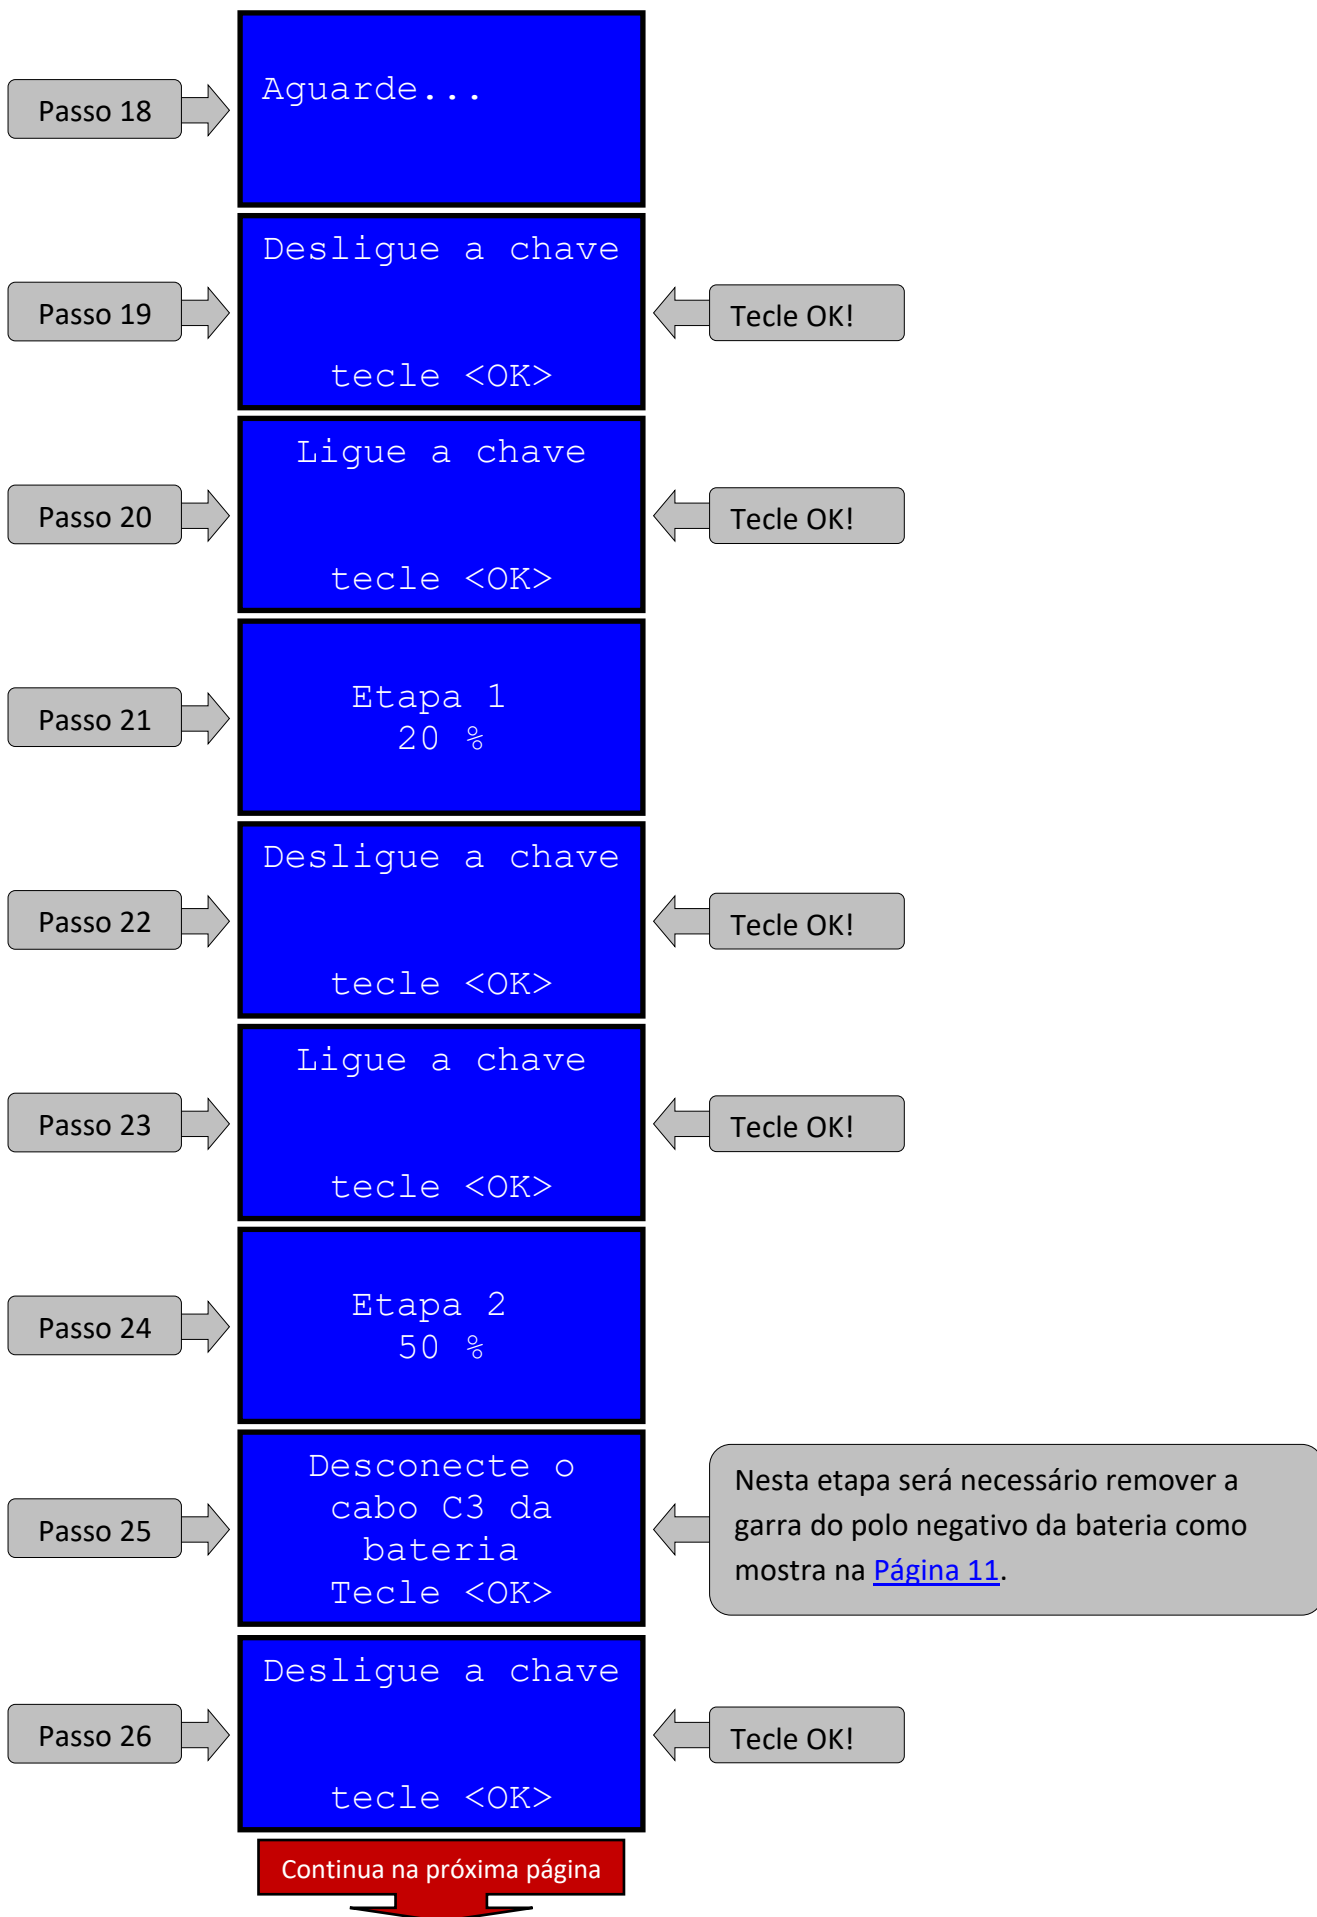 Passo 18
Aguarde...
Passo 19
Desligue a chave
tecle <OK>
Tecle OK!
Passo 20
Ligue a chave
tecle <OK>
Tecle OK!
Passo 21
Etapa 1
20 %
Passo 22
Desligue a chave
tecle <OK>
Tecle OK!
Passo 23
Ligue a chave
tecle <OK>
Tecle OK!
Passo 24
Etapa 2
50 %
Passo 25
Desconecte o
cabo C3 da
bateria
Tecle <OK>
Nesta etapa será necessário remover a
garra do polo negativo da bateria como
mostra na Página 11.
Passo 26
Desligue a chave
tecle <OK>
Tecle OK!
Continua na próxima página